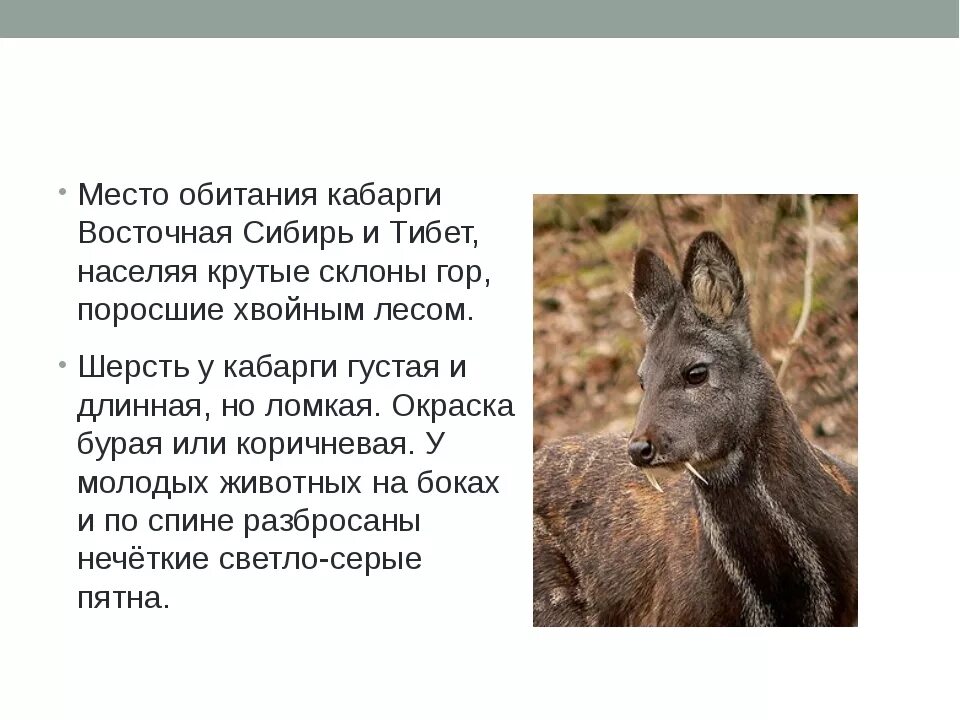 • Место обитания кабарги
Восточная Сибирь и Тибет,
населяя крутые склоны гор,
поросшие хвойным лесом.
• Шерсть у кабарги густая и
длинная, но ломкая. Окраска
бурая или коричневая. У
молодых животных на боках
и по спине разбросаны
нечёткие светло-серые
пятна.